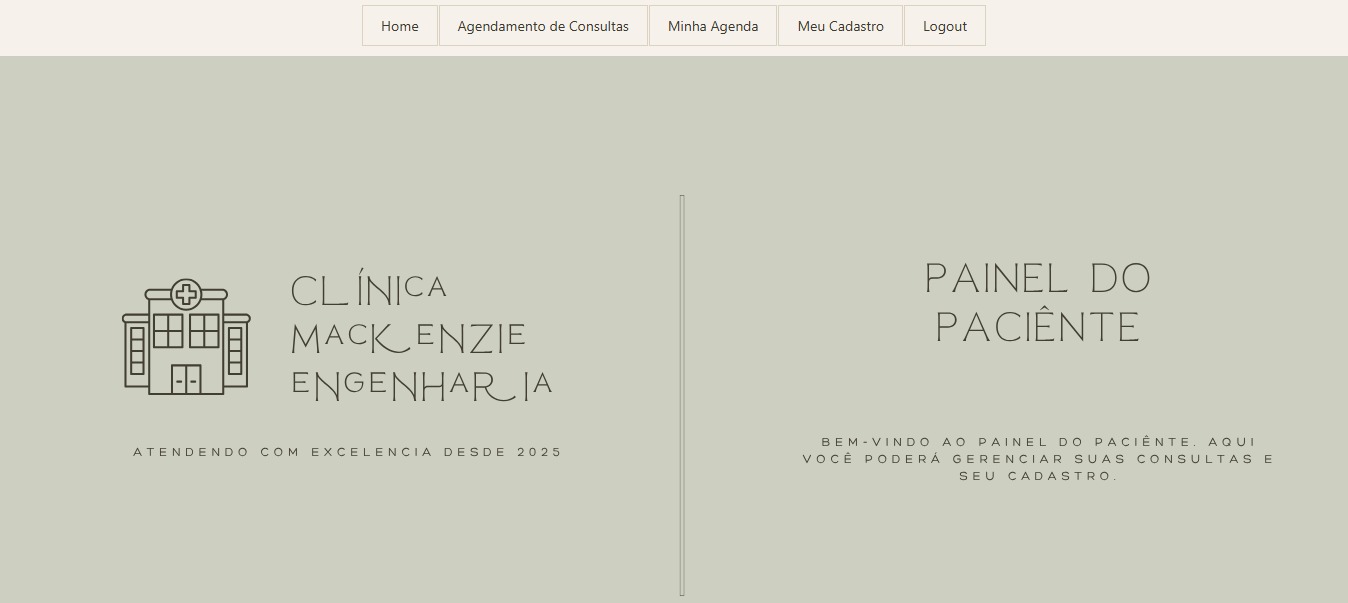 Home
Agendamento de Consultas
Minha Agenda
Meu Cadastro
Logout
CLÍNICA
MACKENZIE
ENGENHARIA
ATENDENDO COM EXCELENCIA DESDE 2025
PAINEL DO
PACIÊNTE
BEM-VINDO AO PAINEL DO PACIÊNTE. AQUI
VOCÊ PODERÁ GERENCIAR SUAS CONSULTAS E
SEU CADASTRO.